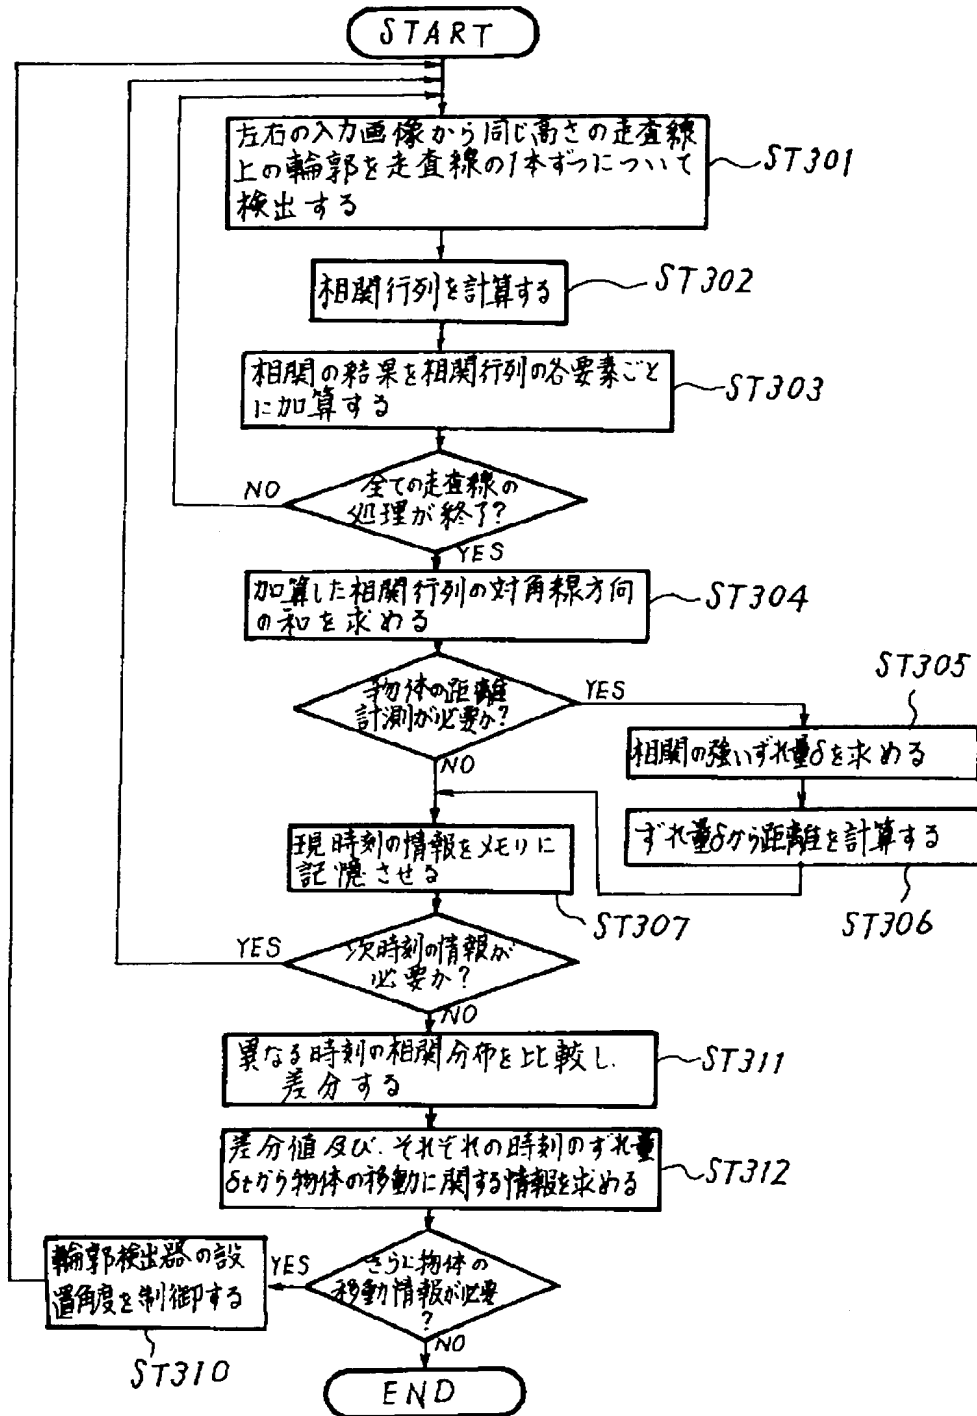 START
左右の入力画像から同じ高さの走査線
上の輪郭を走査線の1本ずつについて
検出する
ST301
相関行列を計算する
ST302
相関の結果を相関行列の各要素ごと
に加算する
ST303
全ての走査線の
処理が終了?
NO
YES
加算した相関行列の対角線方向
の和を求める
ST304
物体の距離
計測が必要か?
YES
NO
ST305
相関の強いずれ量δを求める
ずれ量δから距離を計算する
ST306
現時刻の情報をメモリに
記憶させる
ST307
次時刻の情報が
必要か?
YES
NO
異なる時刻の相関分布を比較し、
差分する
ST311
差分値及び、それぞれの時刻のずれ量
δtから物体の移動に関する情報を求める
ST312
さらに物体の
移動情報が必要
?
YES
NO
輪郭検出器の設
置角度を制御する
ST310
END